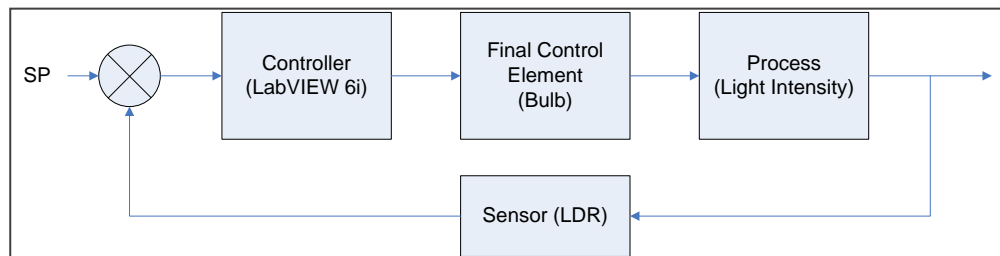 SP
Controller
(LabVIEW 6i)
Final Control
Element
(Bulb)
Process
(Light Intensity)
Sensor (LDR)